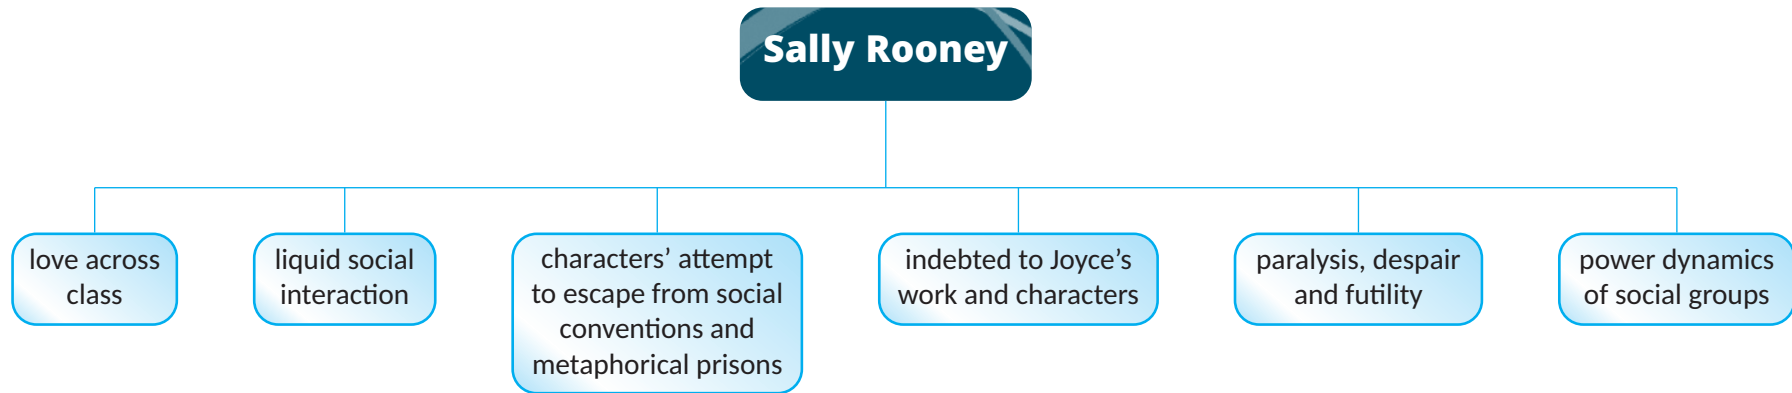 Sally Rooney
love across
class
liquid social
interaction
characters’ attempt
to escape from social
conventions and
metaphorical prisons
indebted to Joyce’s
work and characters
paralysis, despair
and futility
power dynamics
of social groups